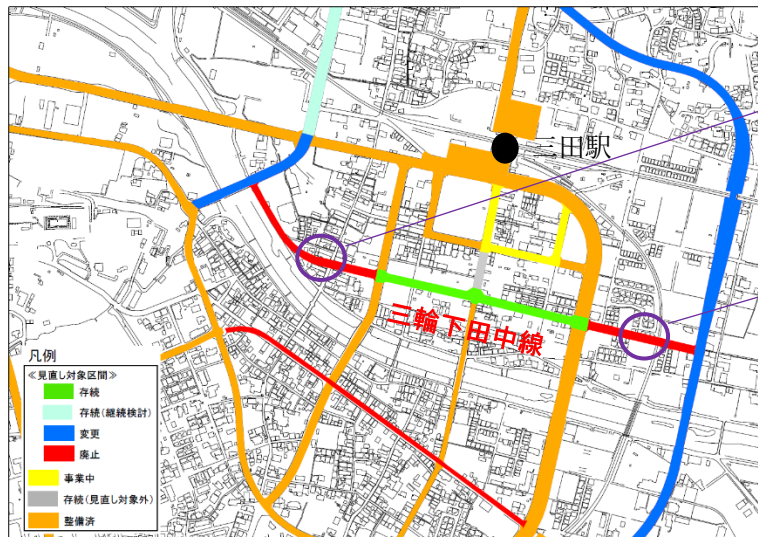 三田駅
三輪下田中線
凡例
≪見直し対象区間≫
存続
存続(継続検討)
変更
廃止
事業中
存続(見直し対象外)
整備済